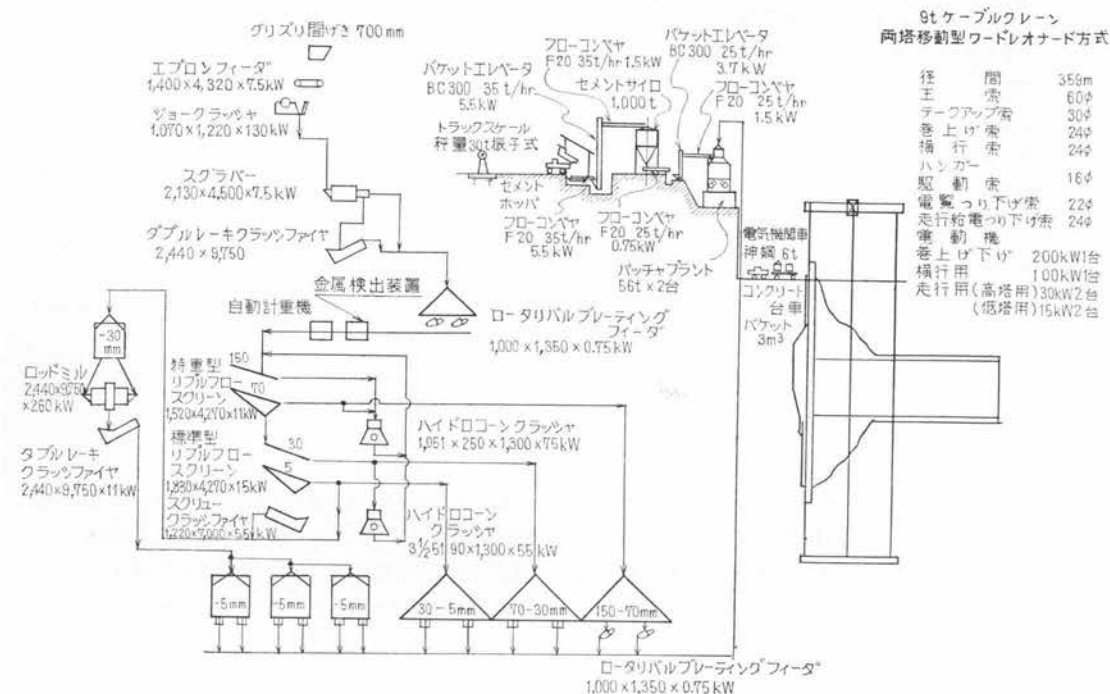 グリズリ間げき 700mm
エプロンフィーダ
1,400×4,320×7.5kW
ジョークラッシャ
1.070×1,220×130kW
スクラバー
2,130×4,500×7.5kW
ダブルレーキクラッシファイヤ
2,440×9,750
金属検出装置
自動計重機
ロータリバルブレーティング
フィーダ
1,000×1,350×0.75kW
-30
mm
ロッドミル
×260kW
タブルレーキ
クラッシファイヤ
2,440×9,750×11kW
特重型
リプルフロー
スクリーン
1,520×4,270×11kW
150
70
標準型
リプルフロー
スクリーン
1,830×4,270×15kW
30
5
スクリュー
クラッシファイヤ
ハイドロコーンクラッシャ
1,051×250×1,300×75kW
ハイドロコーン
クラッシャ
-5mm
-5mm
-5mm
30-5mm
70-30mm
150-70mm
ロータリバルブレーティングフィーダ
1,000×1,350×0.75kW
バケットエレベータ
BC300 35t/hr
5.5kW
フローコンベヤ
F20 35t/hr 1.5kW
セメントサイロ
1,000t
バケットエレベータ
BC300 25t/hr
3.7kW
フローコンベヤ
F20 25t/hr
1.5kW
トラックスケール
秤量30t振子式
セメント
ホッパ
フローコンベヤ
F20 35t/hr
5.5kW
フローコンベヤ
F20 25t/hr
0.75kW
バッチャプラント
56t×2台
電気機関車
神鋼 6t
コンクリート
台車
バケット
3m³
9tケーブルクレーン
両塔移動型ワードレオナード方式
径間 359m
主索 60φ
テークアップ索 30φ
巻上げ索 24φ
横行索 24φ
ハンガー
駆動索 16φ
電纜つり下げ索 22φ
走行給電つり下げ索 24φ
電動機
巻上げ下げ 200kW1台
横行用 100kW1台
走行用(高塔用)30kW2台
(低塔用)15kW2台